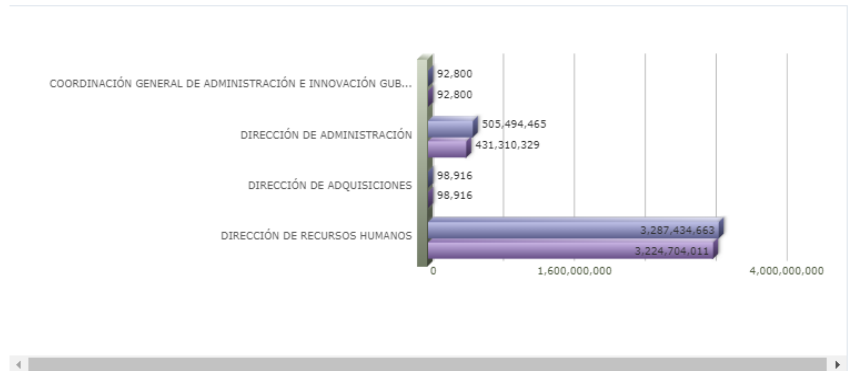 COORDINACIÓN GENERAL DE ADMINISTRACIÓN E INNOVACIÓN GUB...
92,800
92,800
DIRECCIÓN DE ADMINISTRACIÓN
505,494,465
431,310,329
DIRECCIÓN DE ADQUISICIONES
98,916
98,916
DIRECCIÓN DE RECURSOS HUMANOS
3,287,434,663
3,224,704,011
0 1,600,000,000 4,000,000,000